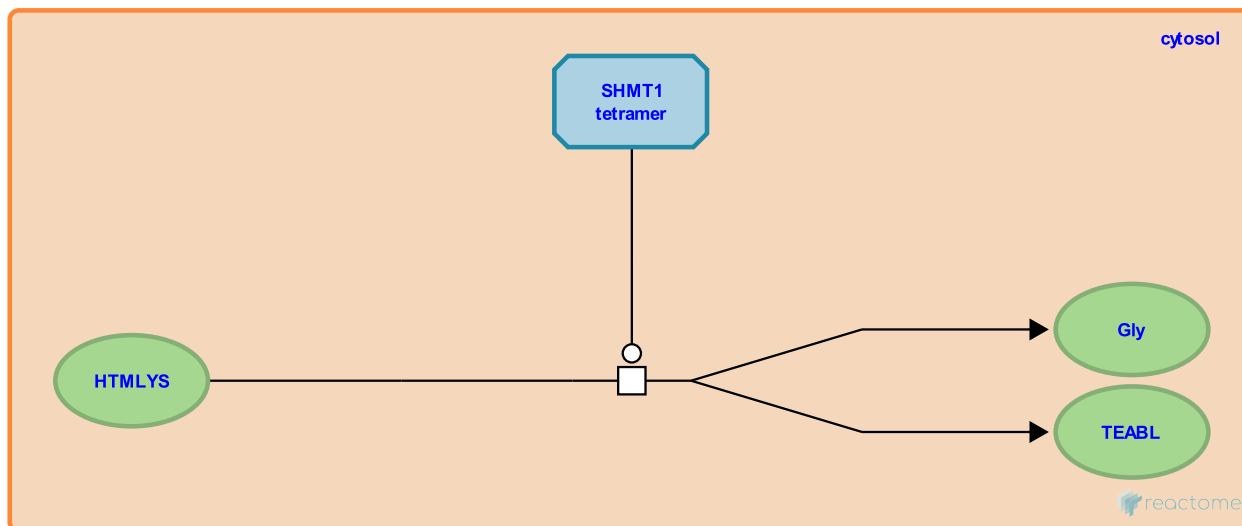 cytosol
SHMT1
tetramer
Gly
HTMLYS
TEABL
reactome